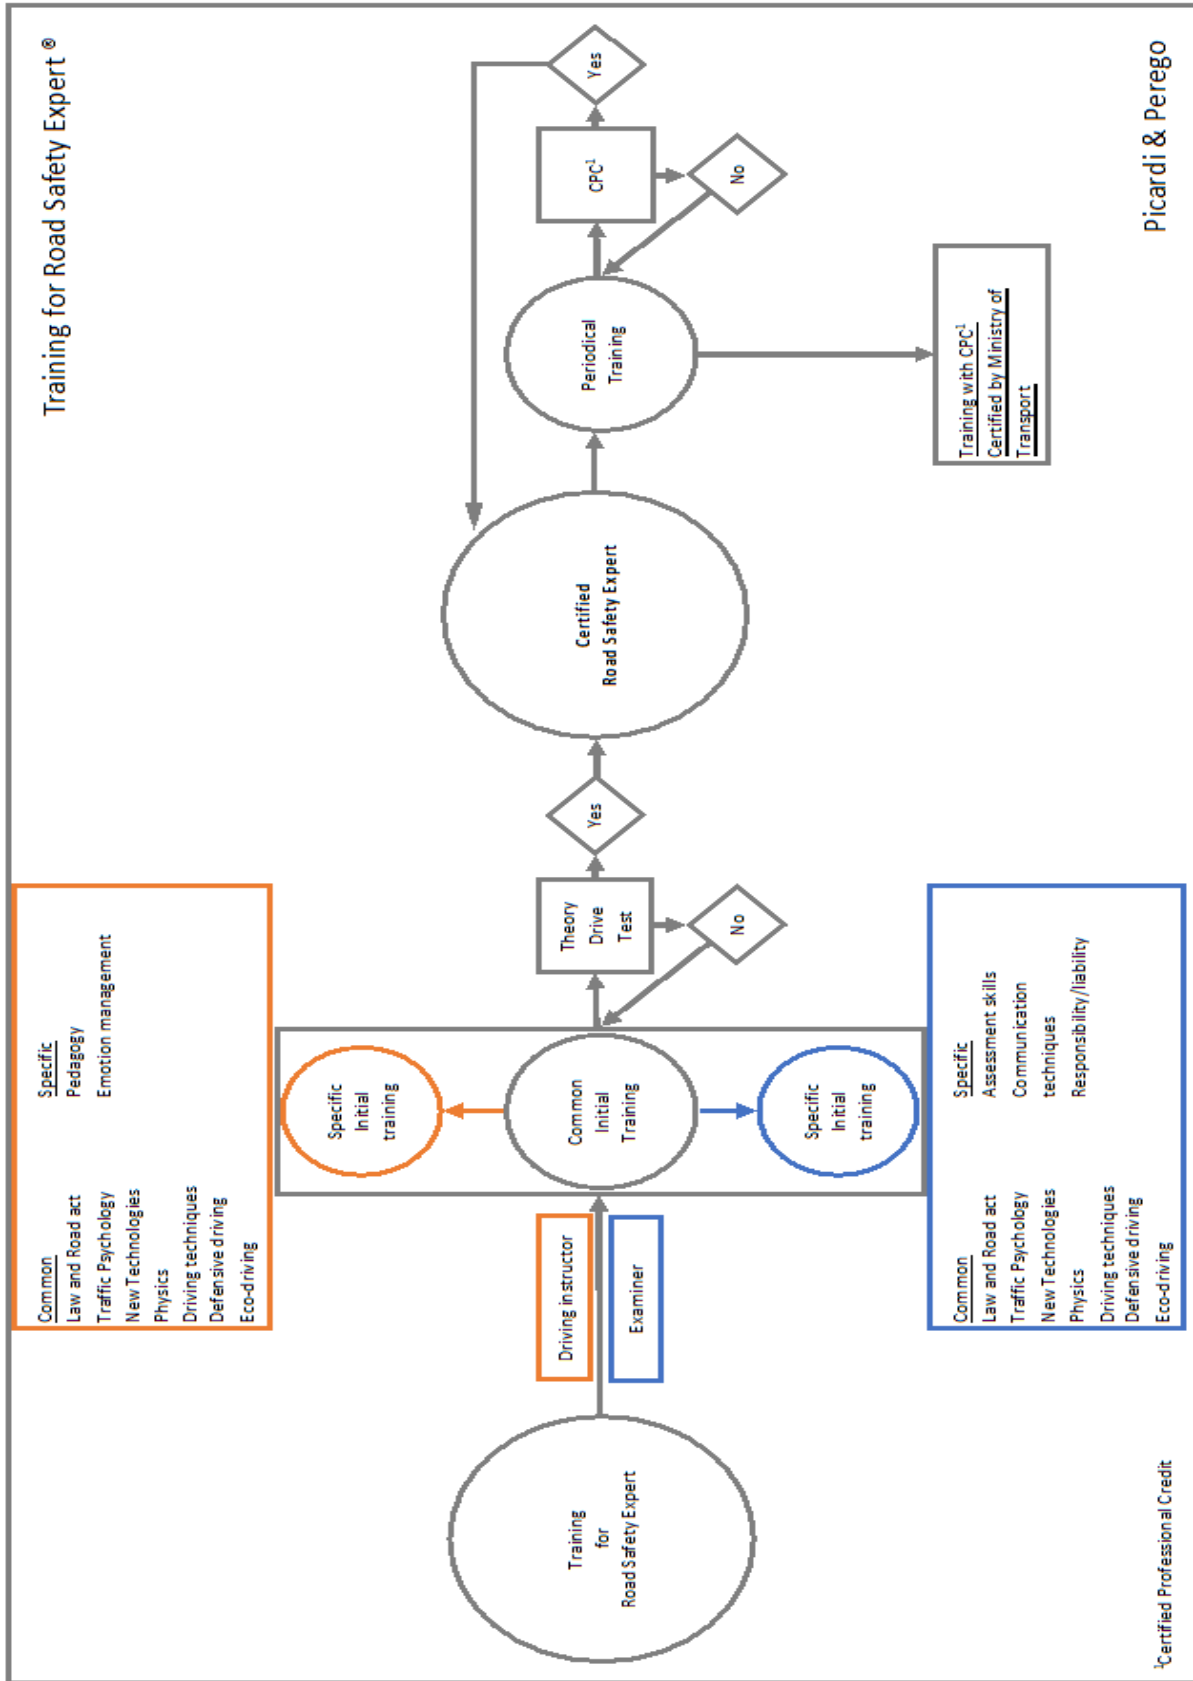 Training for Road Safety Expert ®
Common
Law and Road act
Traffic Psychology
New Technologies
Physics
Driving techniques
Defensive driving
Eco-driving
Specific
Pedagogy
Emotion management
Training
for
Road Safety Expert
Driving instructor
Examiner
Specific
Initial
training
Common
Initial
Training
Specific
Initial
training
Theory
Drive
Test
Yes
No
Certified
Road Safety Expert
Periodical
Training
CPC¹
Yes
No
Training with CPC¹
Certified by Ministry of
Transport
Common
Law and Road act
Traffic Psychology
New Technologies
Physics
Driving techniques
Defensive driving
Eco-driving
Specific
Assessment skills
Communication
techniques
Responsibility/liability
¹Certified Professional Credit
Picardi & Perego